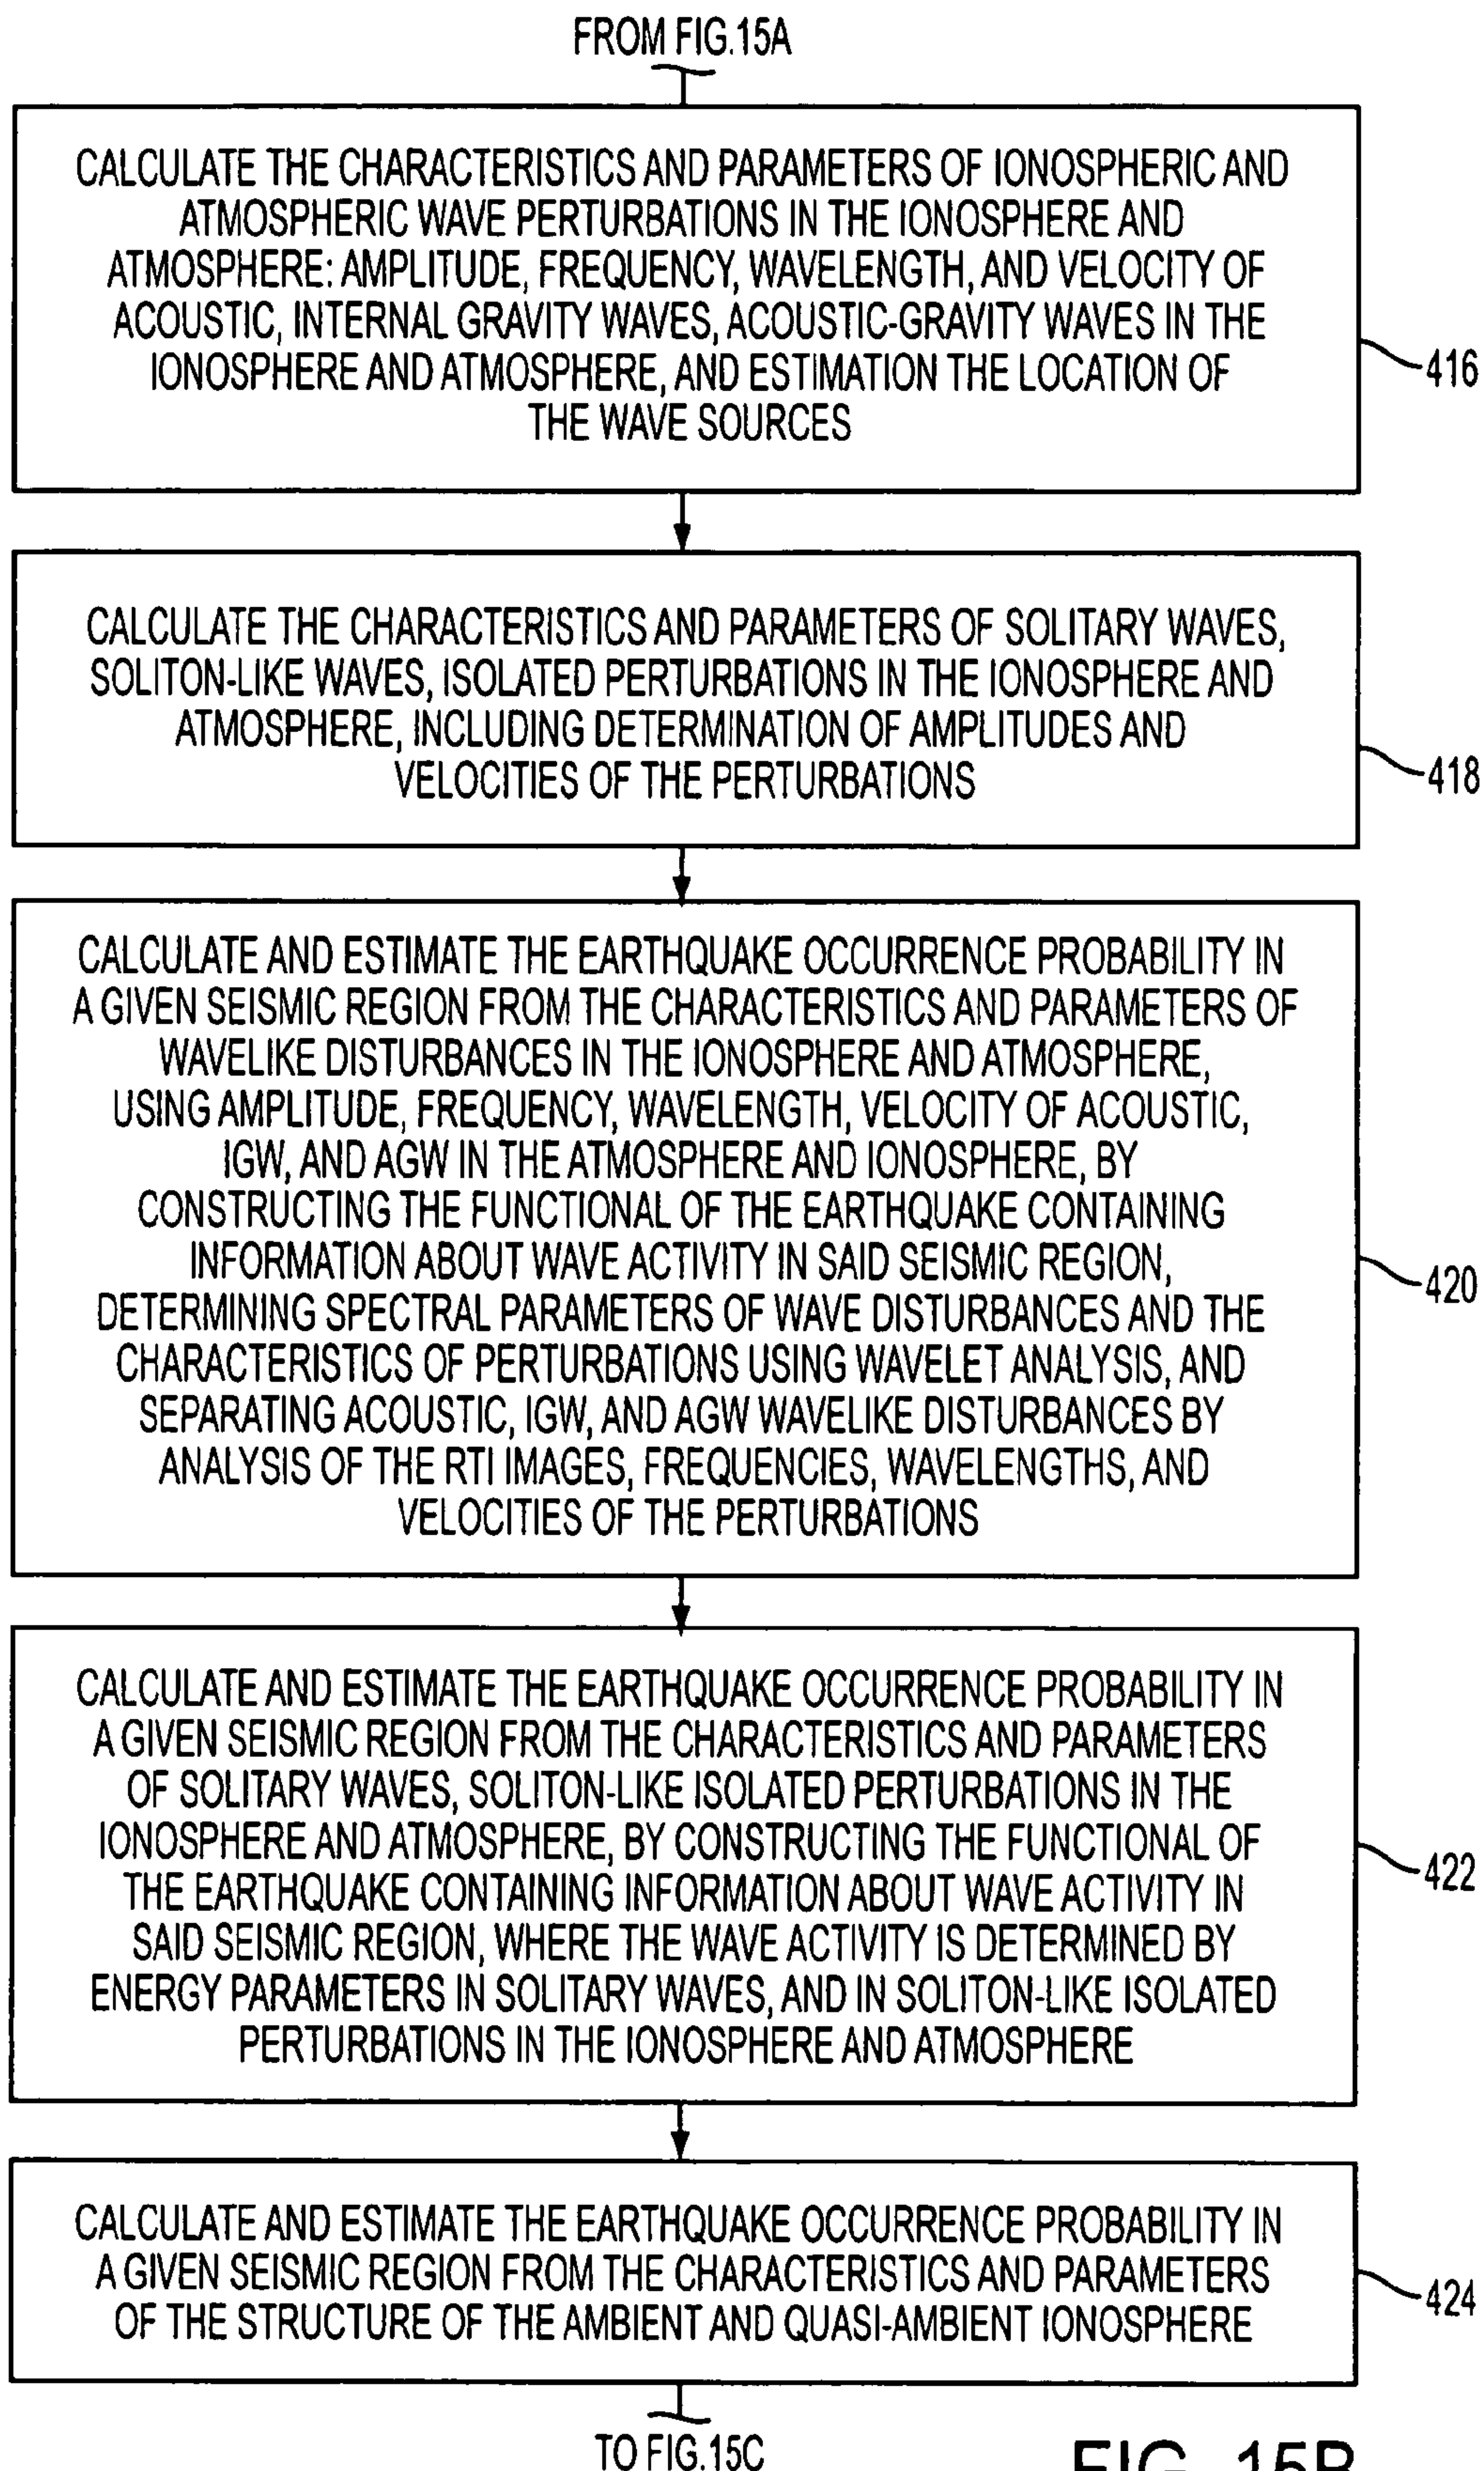 FROM FIG.15A
CALCULATE THE CHARACTERISTICS AND PARAMETERS OF IONOSPHERIC AND
ATMOSPHERIC WAVE PERTURBATIONS IN THE IONOSPHERE AND
ATMOSPHERE: AMPLITUDE, FREQUENCY, WAVELENGTH, AND VELOCITY OF
ACOUSTIC, INTERNAL GRAVITY WAVES, ACOUSTIC-GRAVITY WAVES IN THE
IONOSPHERE AND ATMOSPHERE, AND ESTIMATION THE LOCATION OF
THE WAVE SOURCES
416
CALCULATE THE CHARACTERISTICS AND PARAMETERS OF SOLITARY WAVES,
SOLITON-LIKE WAVES, ISOLATED PERTURBATIONS IN THE IONOSPHERE AND
ATMOSPHERE, INCLUDING DETERMINATION OF AMPLITUDES AND
VELOCITIES OF THE PERTURBATIONS
418
CALCULATE AND ESTIMATE THE EARTHQUAKE OCCURRENCE PROBABILITY IN
A GIVEN SEISMIC REGION FROM THE CHARACTERISTICS AND PARAMETERS OF
WAVELIKE DISTURBANCES IN THE IONOSPHERE AND ATMOSPHERE,
USING AMPLITUDE, FREQUENCY, WAVELENGTH, VELOCITY OF ACOUSTIC,
IGW, AND AGW IN THE ATMOSPHERE AND IONOSPHERE, BY
CONSTRUCTING THE FUNCTIONAL OF THE EARTHQUAKE CONTAINING
INFORMATION ABOUT WAVE ACTIVITY IN SAID SEISMIC REGION,
DETERMINING SPECTRAL PARAMETERS OF WAVE DISTURBANCES AND THE
CHARACTERISTICS OF PERTURBATIONS USING WAVELET ANALYSIS, AND
SEPARATING ACOUSTIC, IGW, AND AGW WAVELIKE DISTURBANCES BY
ANALYSIS OF THE RTI IMAGES, FREQUENCIES, WAVELENGTHS, AND
VELOCITIES OF THE PERTURBATIONS
420
CALCULATE AND ESTIMATE THE EARTHQUAKE OCCURRENCE PROBABILITY IN
A GIVEN SEISMIC REGION FROM THE CHARACTERISTICS AND PARAMETERS
OF SOLITARY WAVES, SOLITON-LIKE ISOLATED PERTURBATIONS IN THE
IONOSPHERE AND ATMOSPHERE, BY CONSTRUCTING THE FUNCTIONAL OF
THE EARTHQUAKE CONTAINING INFORMATION ABOUT WAVE ACTIVITY IN
SAID SEISMIC REGION, WHERE THE WAVE ACTIVITY IS DETERMINED BY
ENERGY PARAMETERS IN SOLITARY WAVES, AND IN SOLITON-LIKE ISOLATED
PERTURBATIONS IN THE IONOSPHERE AND ATMOSPHERE
422
CALCULATE AND ESTIMATE THE EARTHQUAKE OCCURRENCE PROBABILITY IN
A GIVEN SEISMIC REGION FROM THE CHARACTERISTICS AND PARAMETERS
OF THE STRUCTURE OF THE AMBIENT AND QUASI-AMBIENT IONOSPHERE
424
TO FIG.15C
FIG. 15B